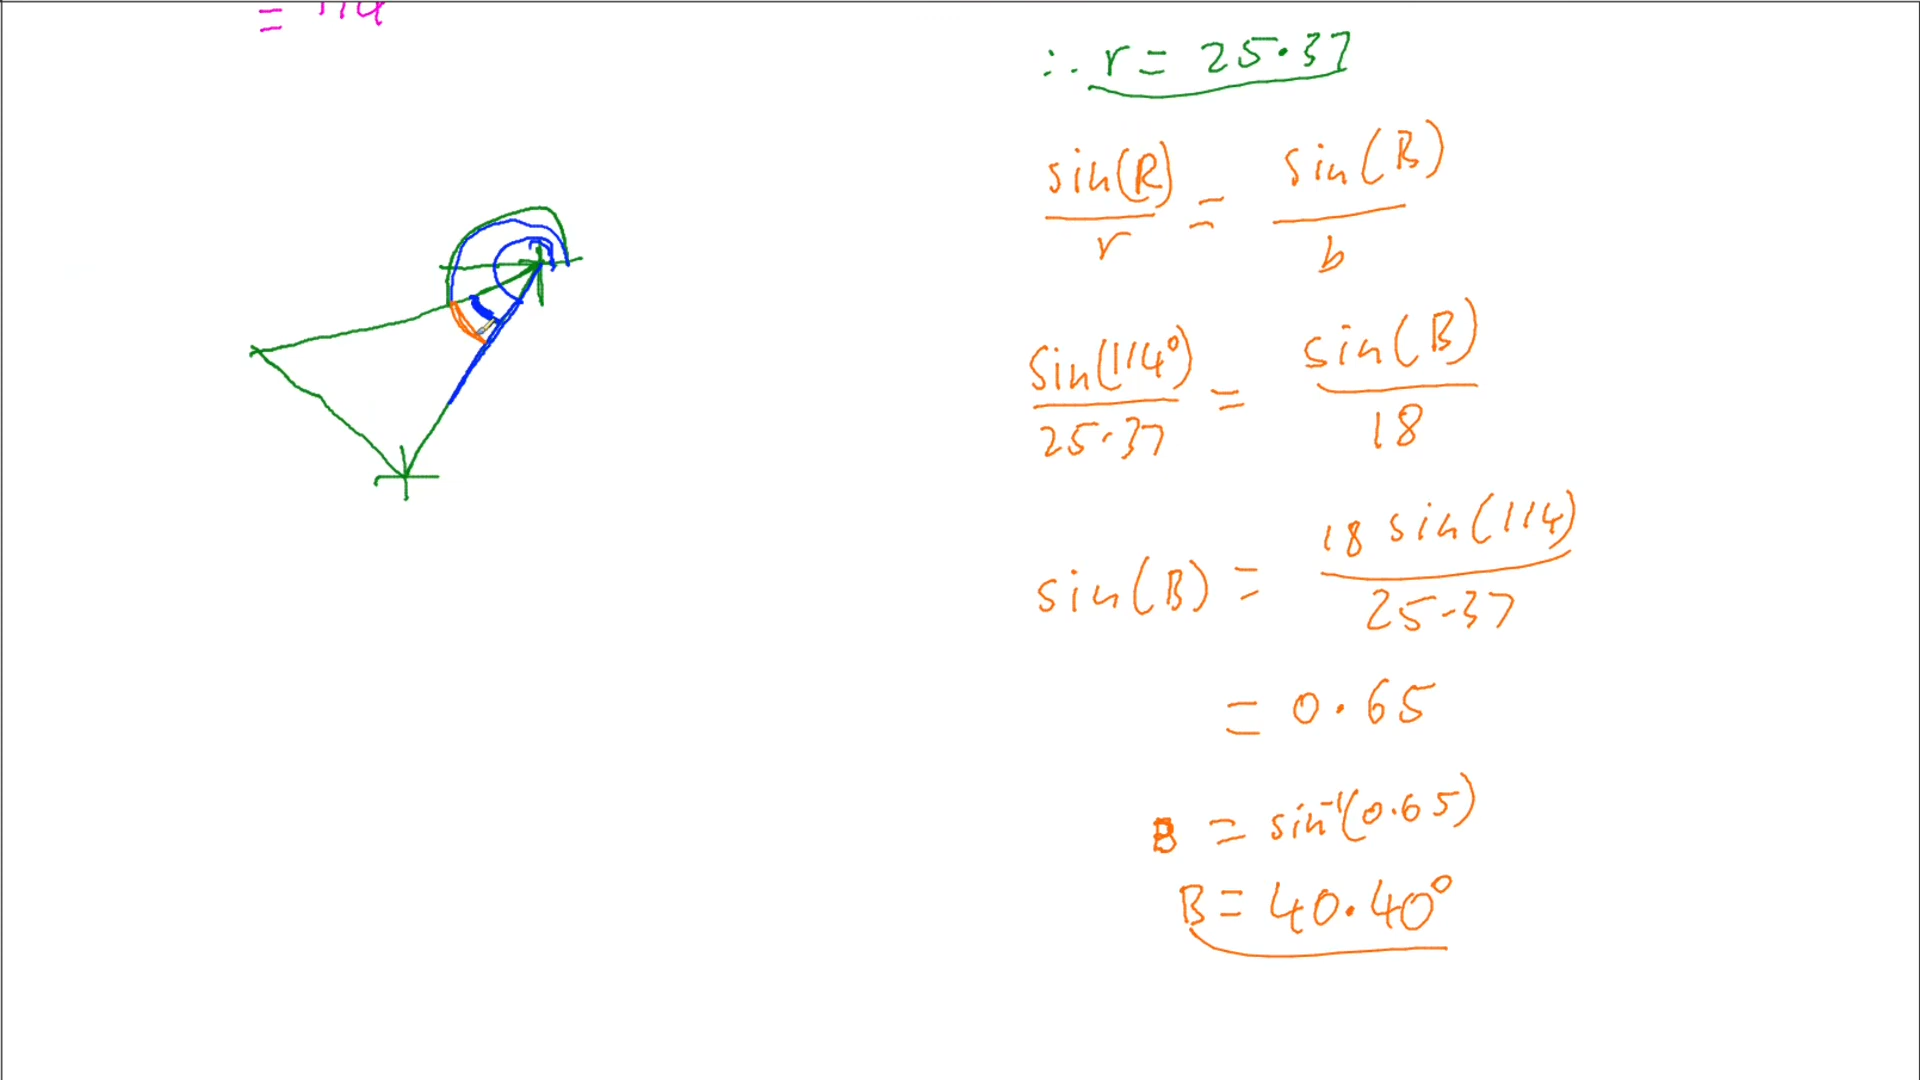 = 114
∴ r = 25.37
sin(R)/r = sin(B)/b
sin(114°)/25.37 = sin(B)/18
sin(B) = 18 sin(114)/25.37
= 0.65
B = sin⁻¹(0.65)
B = 40.40°